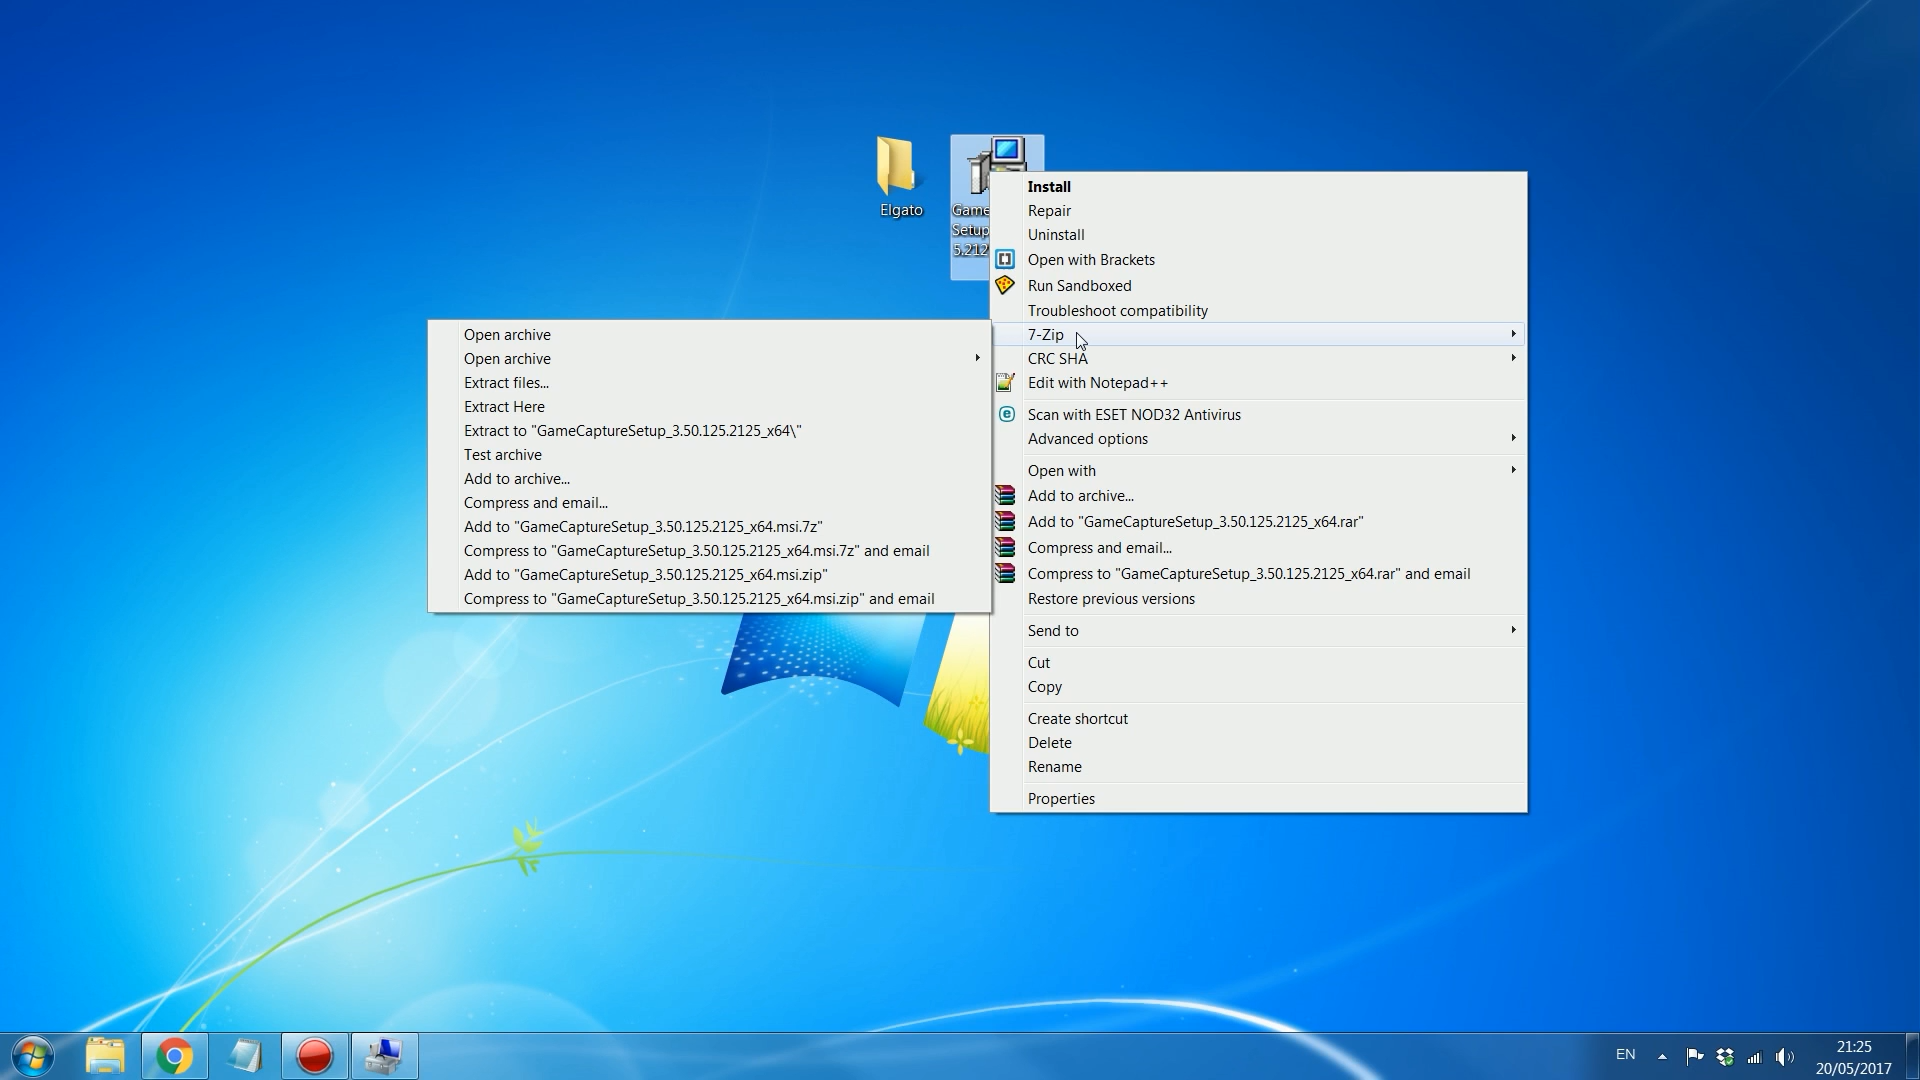 Elgato
Game
Setup
5.212
Install
Repair
Uninstall
Open with Brackets
Run Sandboxed
Troubleshoot compatibility
7-Zip
CRC SHA
Edit with Notepad++
Scan with ESET NOD32 Antivirus
Advanced options
Open with
Add to archive...
Add to "GameCaptureSetup_3.50.125.2125_x64.rar"
Compress and email...
Compress to "GameCaptureSetup_3.50.125.2125_x64.rar" and email
Restore previous versions
Send to
Cut
Copy
Create shortcut
Delete
Rename
Properties
Open archive
Open archive
Extract files...
Extract Here
Extract to "GameCaptureSetup_3.50.125.2125_x64\"
Test archive
Add to archive...
Compress and email...
Add to "GameCaptureSetup_3.50.125.2125_x64.msi.7z"
Compress to "GameCaptureSetup_3.50.125.2125_x64.msi.7z" and email
Add to "GameCaptureSetup_3.50.125.2125_x64.msi.zip"
Compress to "GameCaptureSetup_3.50.125.2125_x64.msi.zip" and email
EN
21:25
20/05/2017